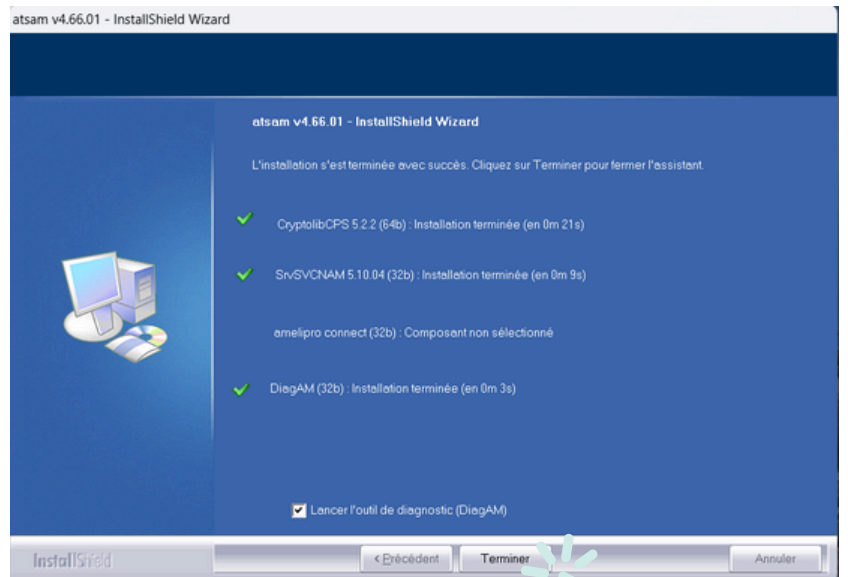 atsam v4.66.01 - InstallShield Wizard
atsam v4.66.01 - InstallShield Wizard
L'installation s'est terminée avec succès. Cliquez sur Terminer pour fermer l'assistant.
CryptolibCPS 5.2.2 (64b) : Installation terminée (en 0m 21s)
SrvSVCNAM 5.10.04 (32b) : Installation terminée (en 0m 9s)
amelipro connect (32b) : Composant non sélectionné
DiagAM (32b) : Installation terminée (en 0m 3s)
Lancer l'outil de diagnostic (DiagAM)
InstallShield
< Précédent
Terminer
Annuler